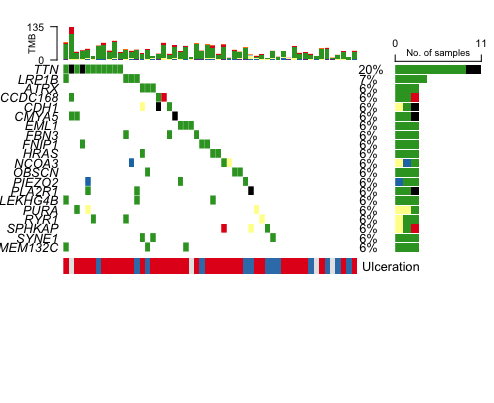 135
TMB
0
0 11
No. of samples
TTN 20%
LRP1B 7%
ATRX 6%
CCDC168 6%
CDH1 6%
CMYA5 6%
EML1 6%
FBN3 6%
FNIP1 6%
HRAS 6%
NCOA3 6%
OBSCN 6%
PIEZO2 6%
PLA2R1 6%
LEKHG4B 6%
PURA 6%
RYR1 6%
SPHKAP 6%
SYNE1 6%
MEM132C 6%
Ulceration